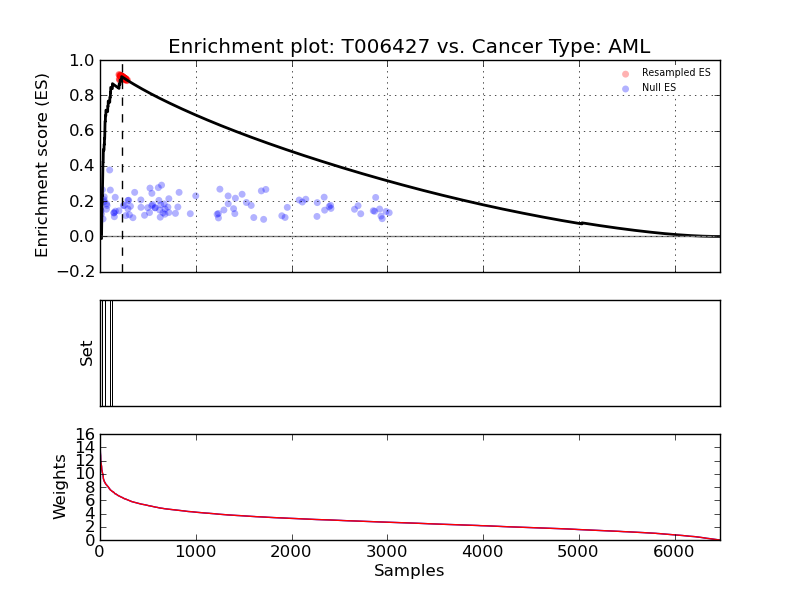 Enrichment plot: T006427 vs. Cancer Type: AML
Enrichment score (ES)
1.0
0.8
0.6
0.4
0.2
0.0
−0.2
Resampled ES
Null ES
Set
Weights
16
14
12
10
8
6
4
2
0
0 1000 2000 3000 4000 5000 6000
Samples